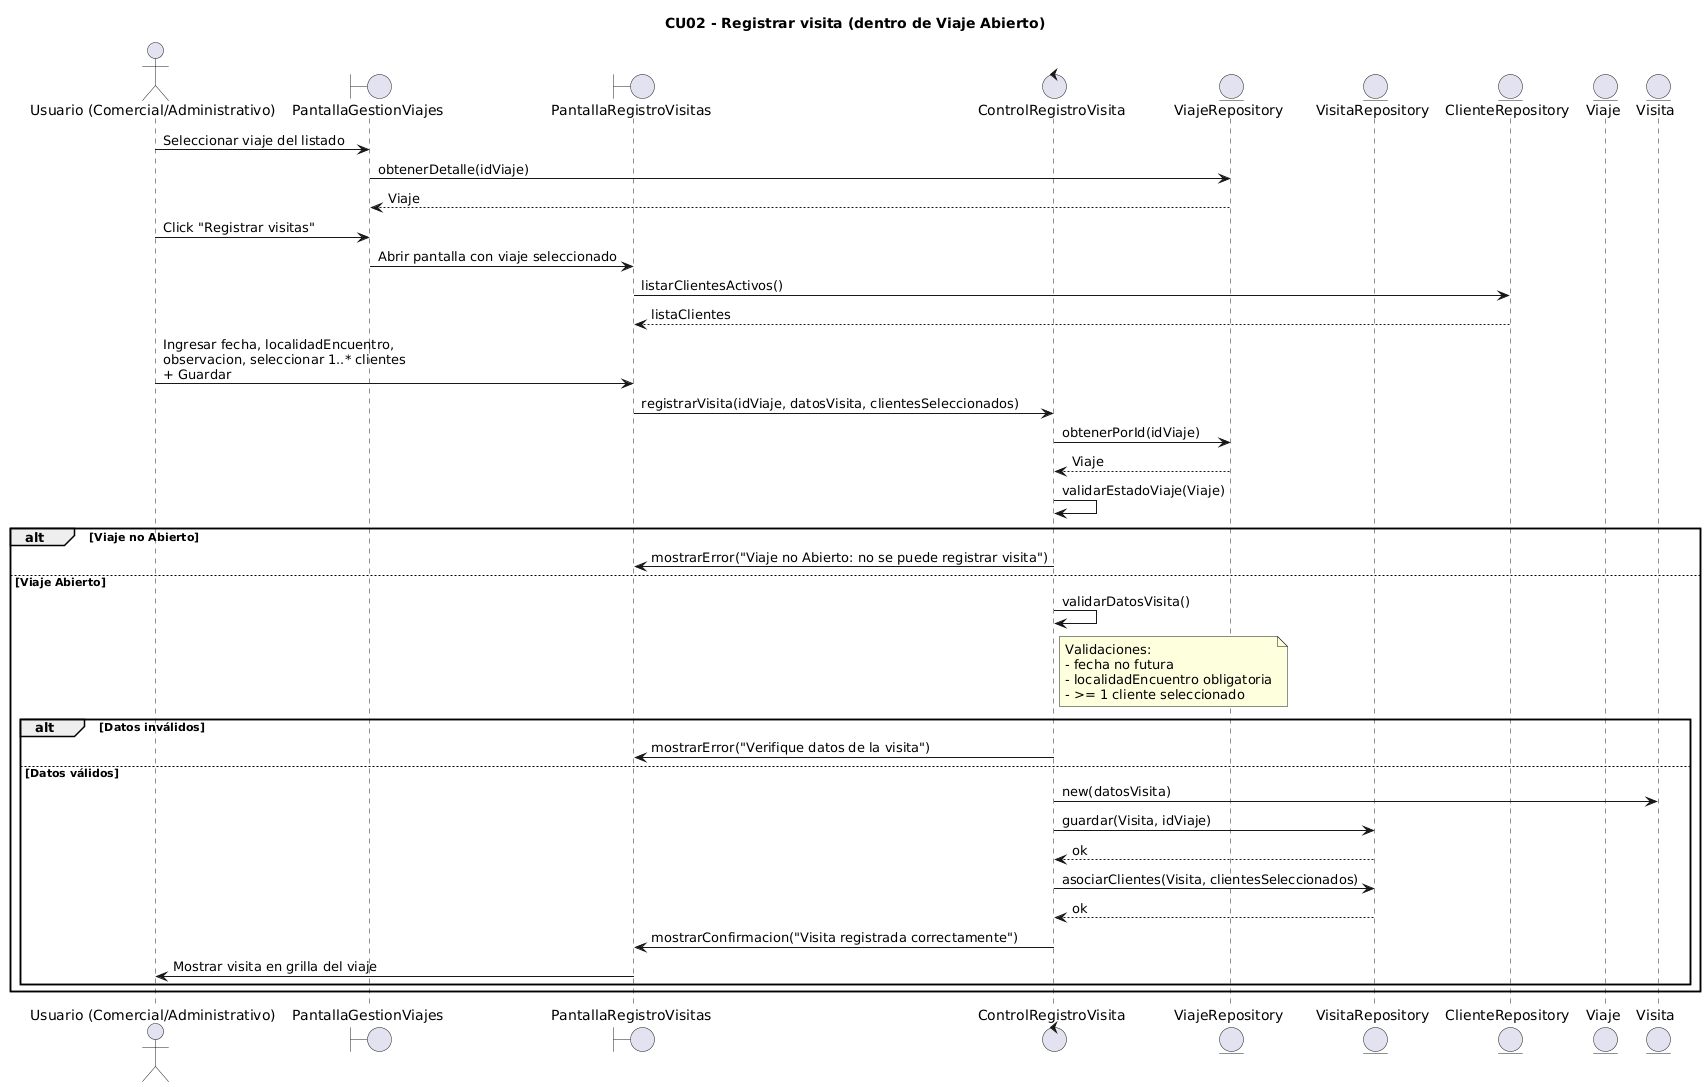 CU02 - Registrar visita (dentro de Viaje Abierto)
Usuario (Comercial/Administrativo) PantallaGestionViajes PantallaRegistroVisitas ControlRegistroVisita ViajeRepository VisitaRepository ClienteRepository Viaje Visita
Seleccionar viaje del listado
obtenerDetalle(idViaje)
Viaje
Click "Registrar visitas"
Abrir pantalla con viaje seleccionado
listarClientesActivos()
listaClientes
Ingresar fecha, localidadEncuentro,
observacion, seleccionar 1..* clientes
+ Guardar
registrarVisita(idViaje, datosVisita, clientesSeleccionados)
obtenerPorId(idViaje)
Viaje
validarEstadoViaje(Viaje)
alt [Viaje no Abierto]
mostrarError("Viaje no Abierto: no se puede registrar visita")
[Viaje Abierto]
validarDatosVisita()
Validaciones:
- fecha no futura
- localidadEncuentro obligatoria
- >= 1 cliente seleccionado
alt [Datos inválidos]
mostrarError("Verifique datos de la visita")
[Datos válidos]
new(datosVisita)
guardar(Visita, idViaje)
ok
asociarClientes(Visita, clientesSeleccionados)
ok
mostrarConfirmacion("Visita registrada correctamente")
Mostrar visita en grilla del viaje
Usuario (Comercial/Administrativo) PantallaGestionViajes PantallaRegistroVisitas ControlRegistroVisita ViajeRepository VisitaRepository ClienteRepository Viaje Visita